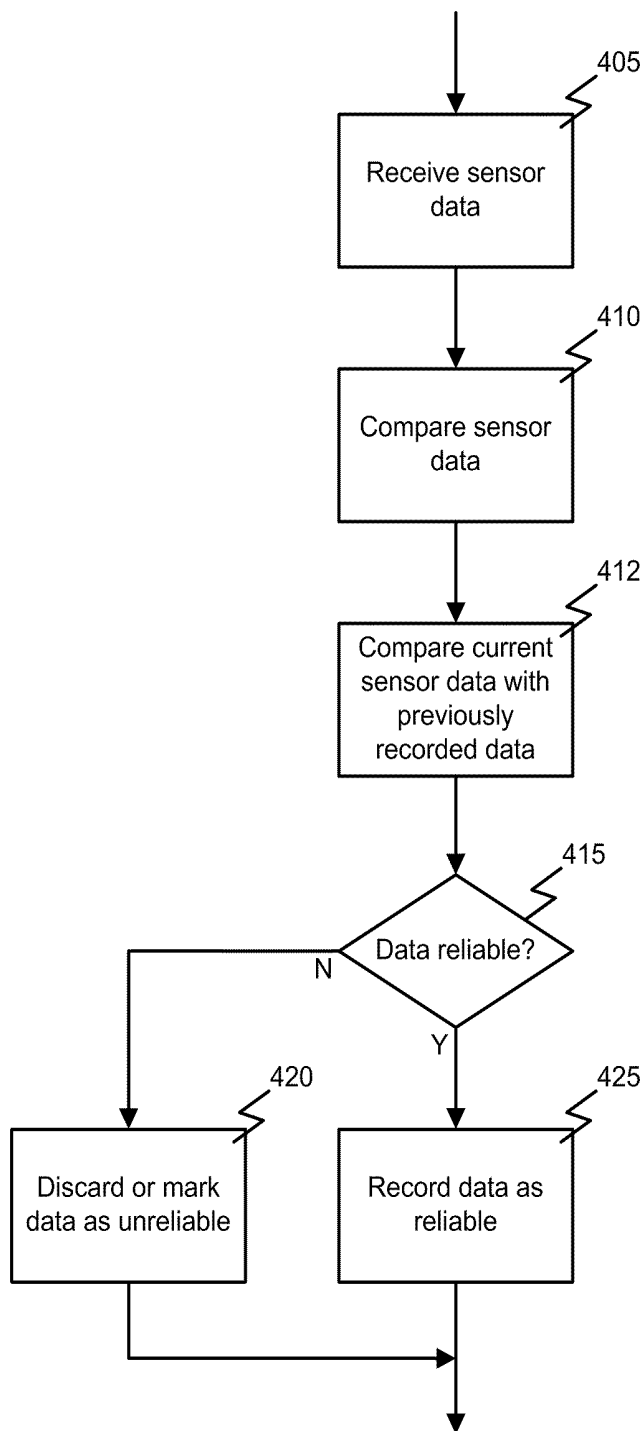 405
Receive sensor
data
410
Compare sensor
data
412
Compare current
sensor data with
previously
recorded data
415
Data reliable?
N
Y
420
Discard or mark
data as unreliable
425
Record data as
reliable